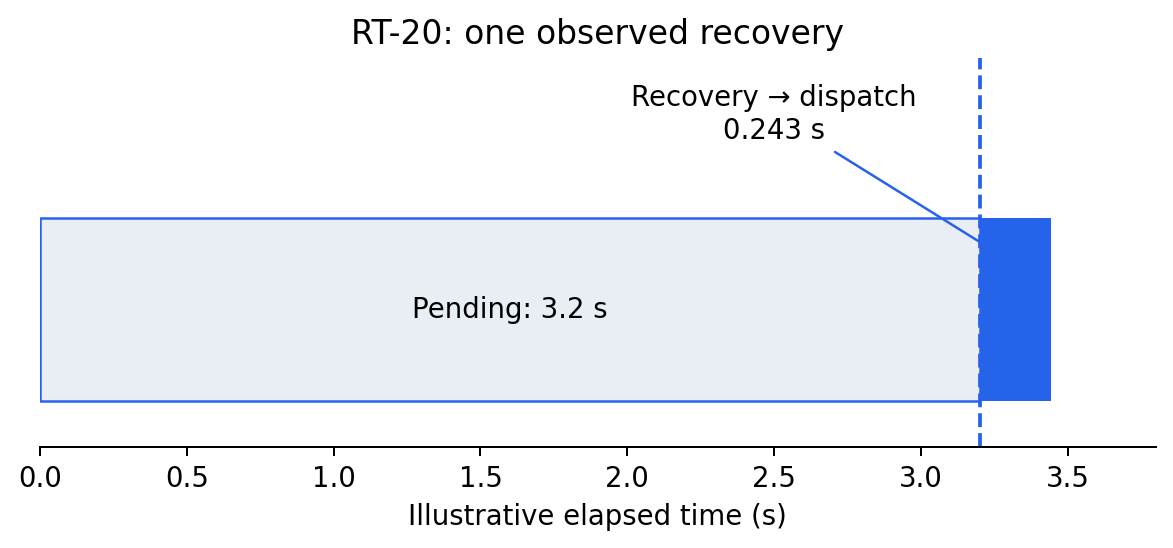 RT-20: one observed recovery
Recovery → dispatch
0.243 s
Pending: 3.2 s
0.0 0.5 1.0 1.5 2.0 2.5 3.0 3.5
Illustrative elapsed time (s)